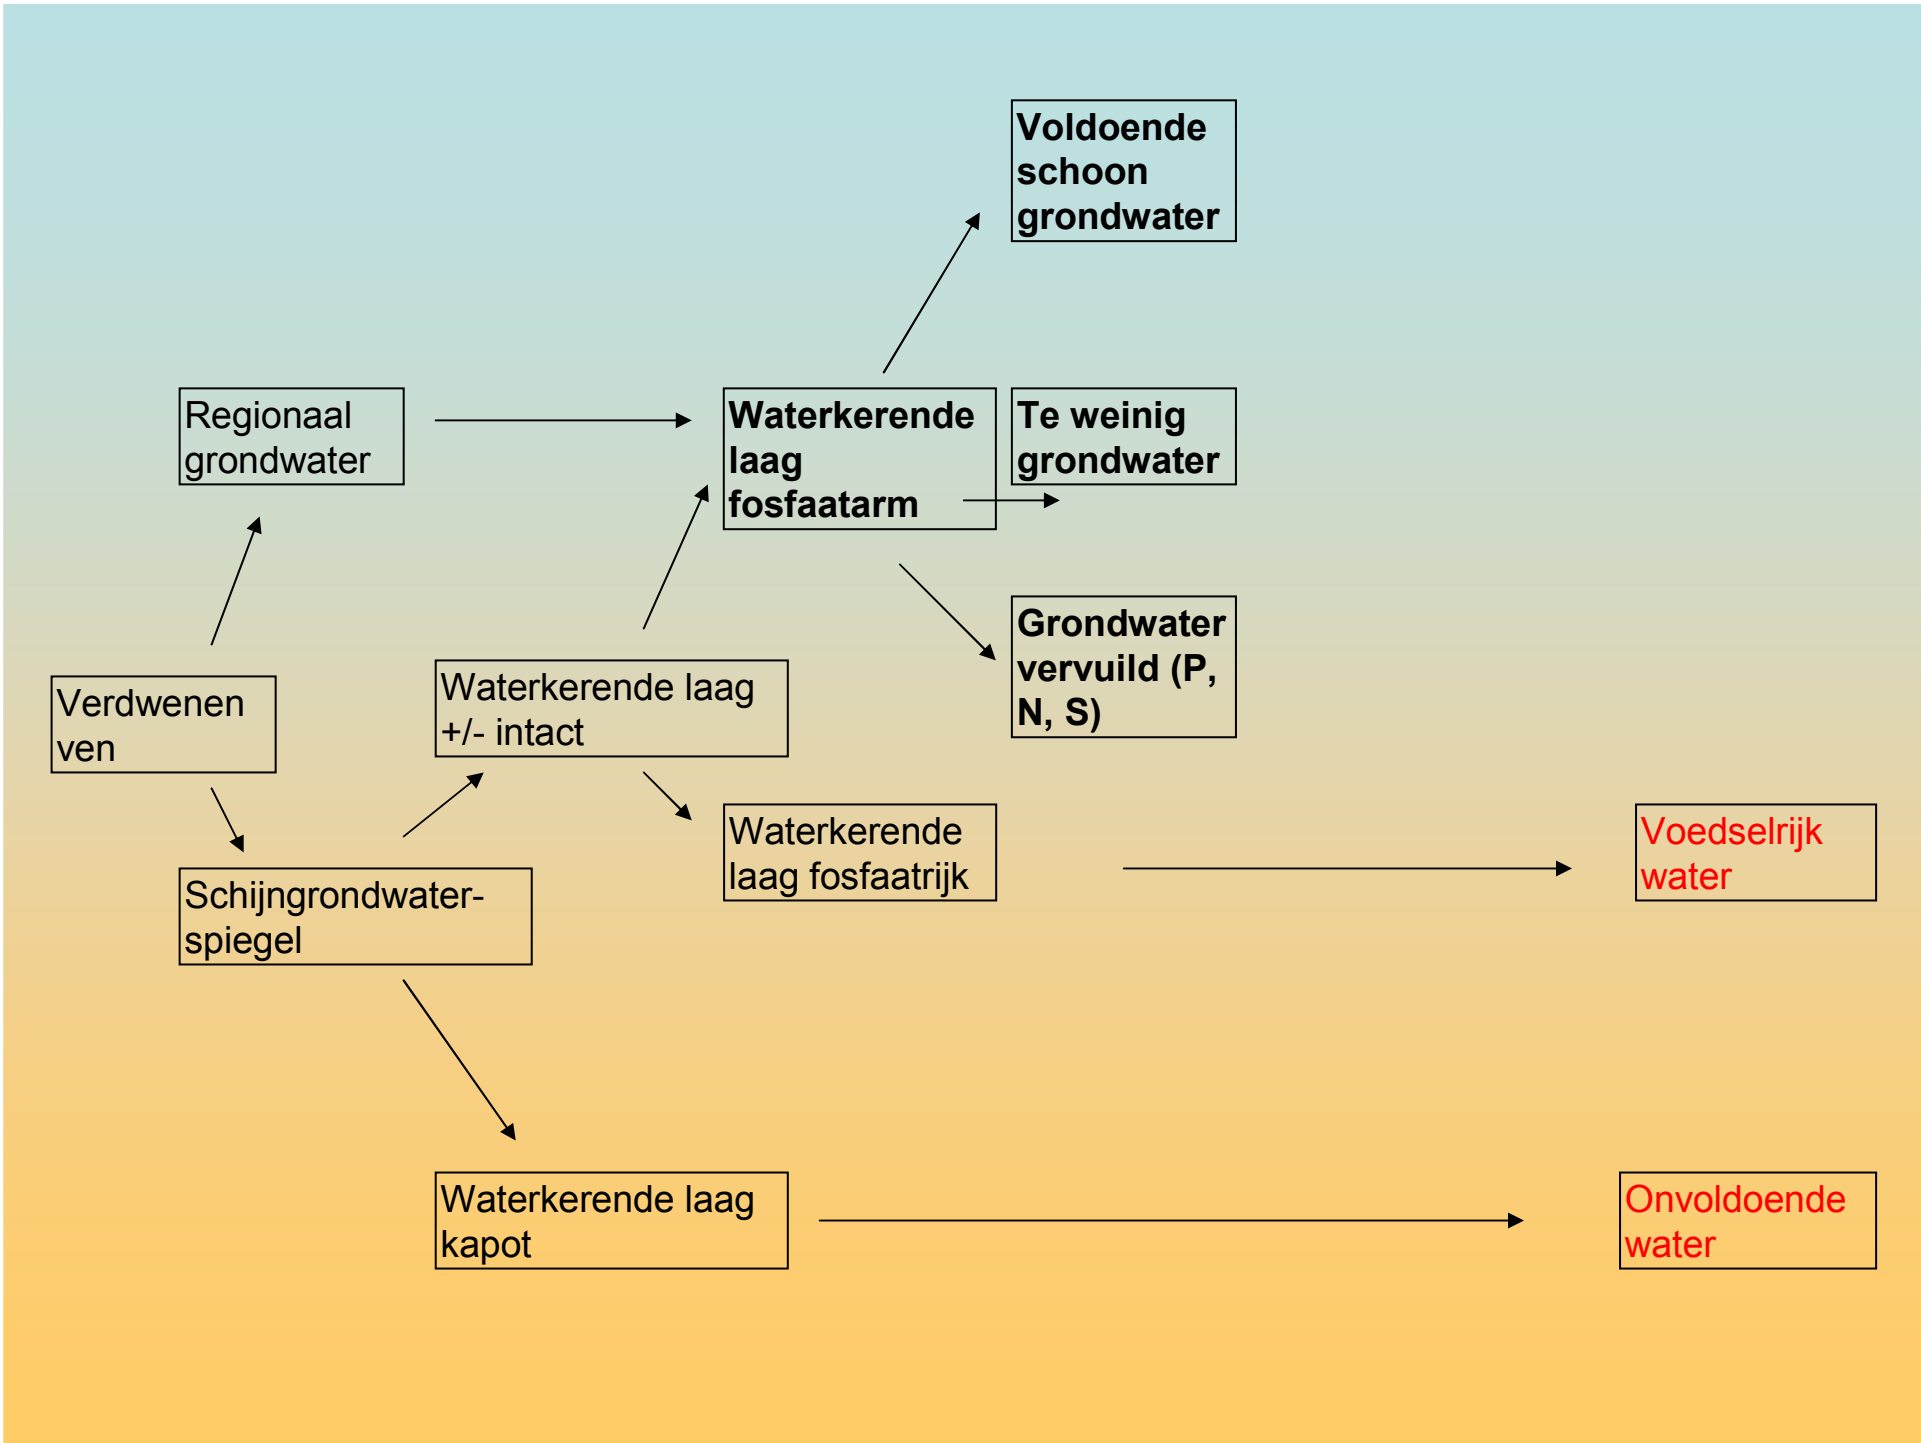 Voldoende
schoon
grondwater
Regionaal
grondwater
Waterkerende
laag
fosfaatarm
Te weinig
grondwater
Grondwater
vervuild (P,
N, S)
Verdwenen
ven
Waterkerende laag
+/- intact
Schijngrondwater-
spiegel
Waterkerende
laag fosfaatrijk
Voedselrijk
water
Waterkerende laag
kapot
Onvoldoende
water